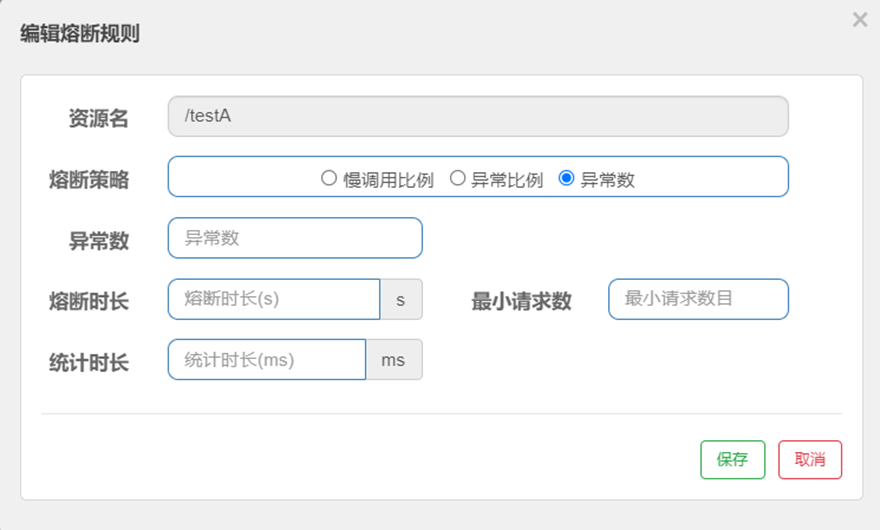 编辑熔断规则
×
资源名 /testA
熔断策略 慢调用比例 异常比例 异常数
异常数 异常数
熔断时长 熔断时长(s) s 最小请求数 最小请求数目
统计时长 统计时长(ms) ms
保存 取消